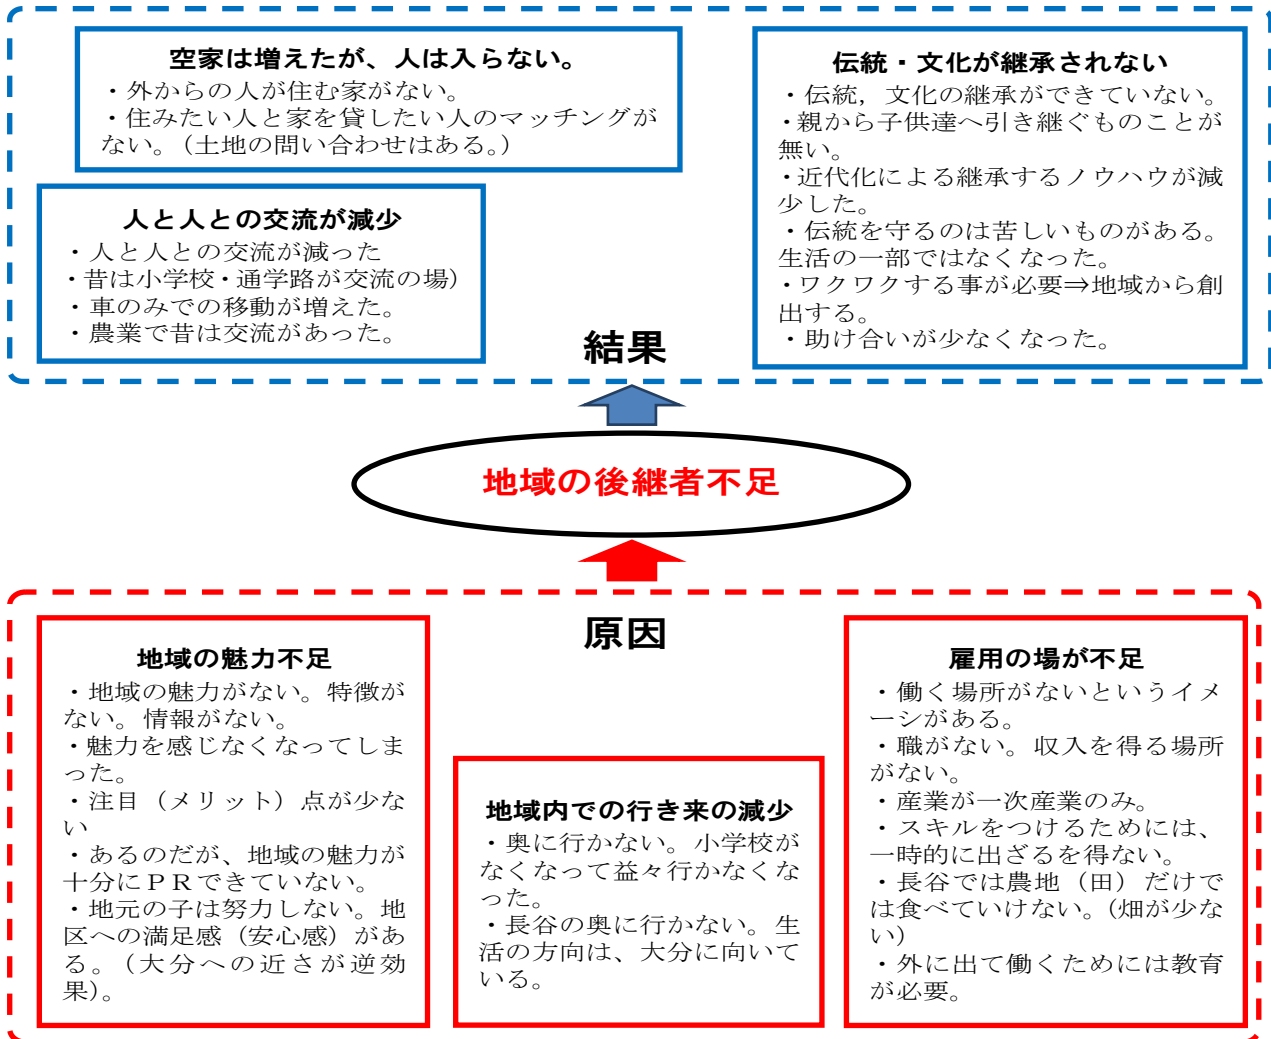 空家は増えたが、人は入らない。
・外からの人が住む家がない。
・住みたい人と家を貸したい人のマッチングが
ない。（土地の問い合わせはある。）
人と人との交流が減少
・人と人との交流が減った
・昔は小学校・通学路が交流の場）
・車のみでの移動が増えた。
・農業で昔は交流があった。
伝統・文化が継承されない
・伝統，文化の継承ができていない。
・親から子供達へ引き継ぐものことが
無い。
・近代化による継承するノウハウが減
少した。
・伝統を守るのは苦しいものがある。
生活の一部ではなくなった。
・ワクワクする事が必要⇒地域から創
出する。
・助け合いが少なくなった。
結果
地域の後継者不足
原因
地域の魅力不足
・地域の魅力がない。特徴が
ない。情報がない。
・魅力を感じなくなってしま
った。
・注目（メリット）点が少な
い
・あるのだが、地域の魅力が
十分にＰＲできていない。
・地元の子は努力しない。地
区への満足感（安心感）があ
る。（大分への近さが逆効
果）。
地域内での行き来の減少
・奥に行かない。小学校が
なくなって益々行かなくな
った。
・長谷の奥に行かない。生
活の方向は、大分に向いて
いる。
雇用の場が不足
・働く場所がないというイメ
ーシがある。
・職がない。収入を得る場所
がない。
・産業が一次産業のみ。
・スキルをつけるためには、
一時的に出ざるを得ない。
・長谷では農地（田）だけで
は食べていけない。（畑が少な
い）
・外に出て働くためには教育
が必要。